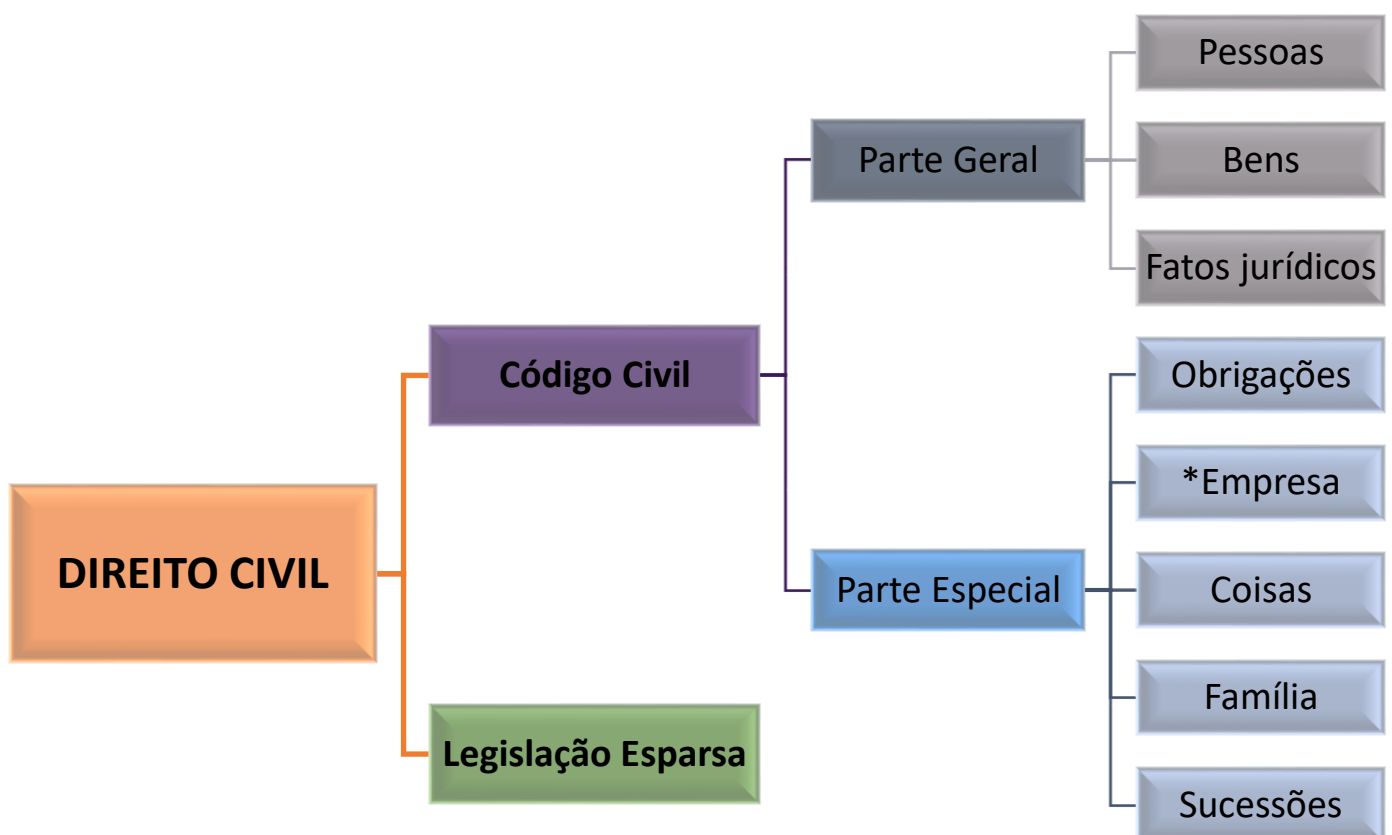 DIREITO CIVIL
Código Civil
Parte Geral
Pessoas
Bens
Fatos jurídicos
Parte Especial
Obrigações
*Empresa
Coisas
Família
Sucessões
Legislação Esparsa